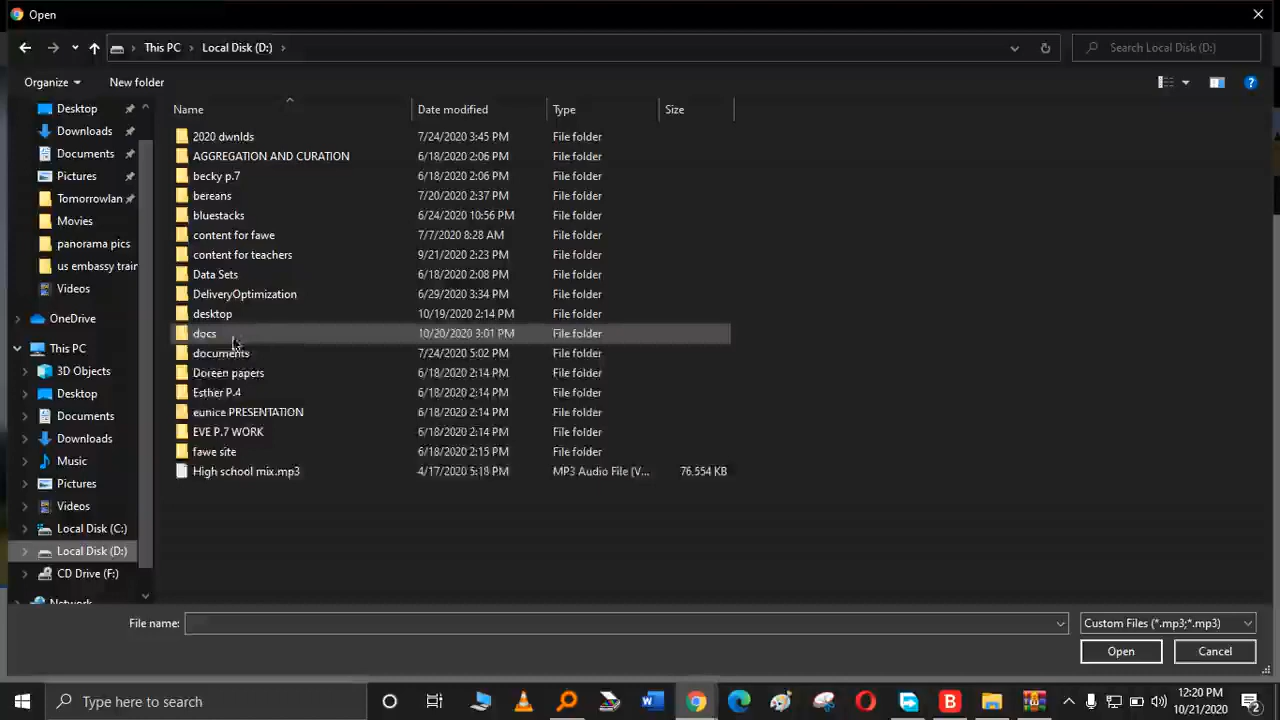 Open
This PC Local Disk (D:)
Search Local Disk (D:)
Organize New folder
Name Date modified Type Size
Desktop
Downloads
Documents
Pictures
Tomorrowlan
Movies
panorama pics
us embassy train
Videos
OneDrive
This PC
3D Objects
Desktop
Documents
Downloads
Music
Pictures
Videos
Local Disk (C:)
Local Disk (D:)
CD Drive (F:)
Network
2020 dwnlds 7/24/2020 3:45 PM File folder
AGGREGATION AND CURATION 6/18/2020 2:06 PM File folder
becky p.7 6/18/2020 2:06 PM File folder
bereans 7/20/2020 2:37 PM File folder
bluestacks 6/24/2020 10:56 PM File folder
content for fawe 7/7/2020 8:28 AM File folder
content for teachers 9/21/2020 2:23 PM File folder
Data Sets 6/18/2020 2:08 PM File folder
DeliveryOptimization 6/29/2020 3:34 PM File folder
desktop 10/19/2020 2:14 PM File folder
docs 10/20/2020 3:01 PM File folder
documents 7/24/2020 5:02 PM File folder
Doreen papers 6/18/2020 2:14 PM File folder
Esther P.4 6/18/2020 2:14 PM File folder
eunice PRESENTATION 6/18/2020 2:14 PM File folder
EVE P.7 WORK 6/18/2020 2:14 PM File folder
fawe site 6/18/2020 2:15 PM File folder
High school mix.mp3 4/17/2020 5:18 PM MP3 Audio File (V... 76,554 KB
File name: Custom Files (*.mp3;*.mp3)
Open Cancel
Type here to search
12:20 PM
10/21/2020
2